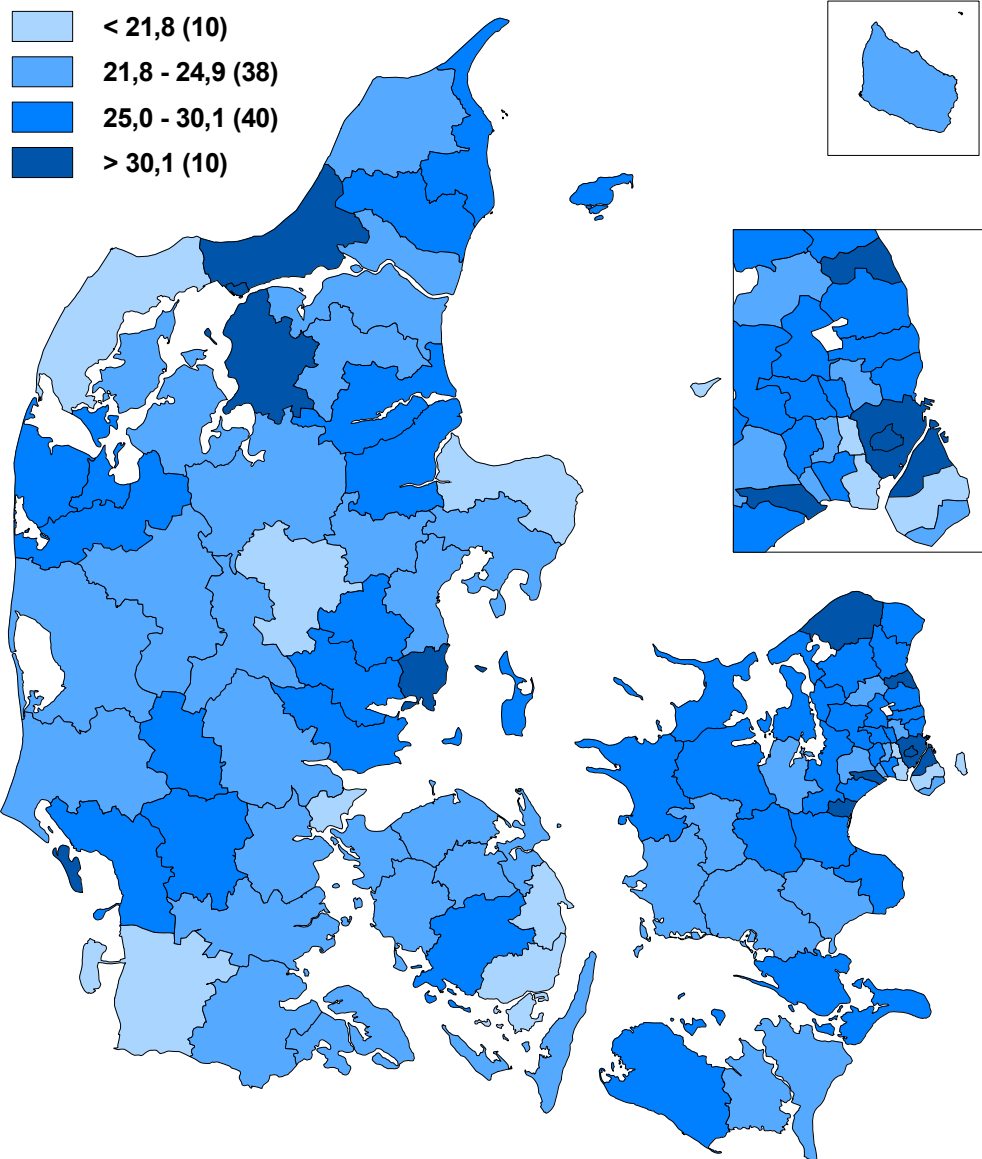 < 21,8 (10)
21,8 - 24,9 (38)
25,0 - 30,1 (40)
> 30,1 (10)